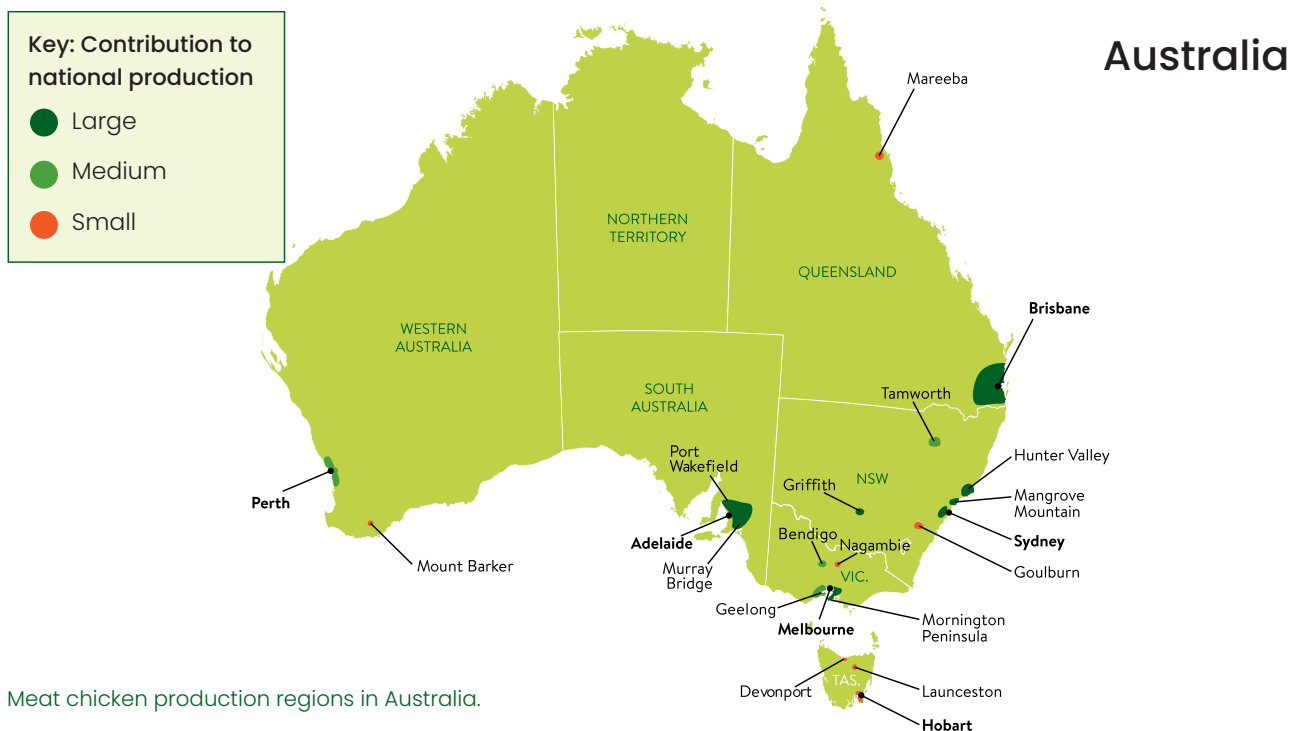 Key: Contribution to
national production
Large
Medium
Small
Australia
Mareeba
NORTHERN
TERRITORY
QUEENSLAND
Brisbane
WESTERN
AUSTRALIA
SOUTH
AUSTRALIA
Tamworth
Port
Wakefield
Hunter Valley
NSW
Griffith
Mangrove
Mountain
Perth
Sydney
Adelaide
Bendigo
Nagambie
Murray
Bridge
VIC.
Goulburn
Mount Barker
Geelong
Melbourne
Mornington
Peninsula
TAS.
Devonport
Launceston
Hobart
Meat chicken production regions in Australia.